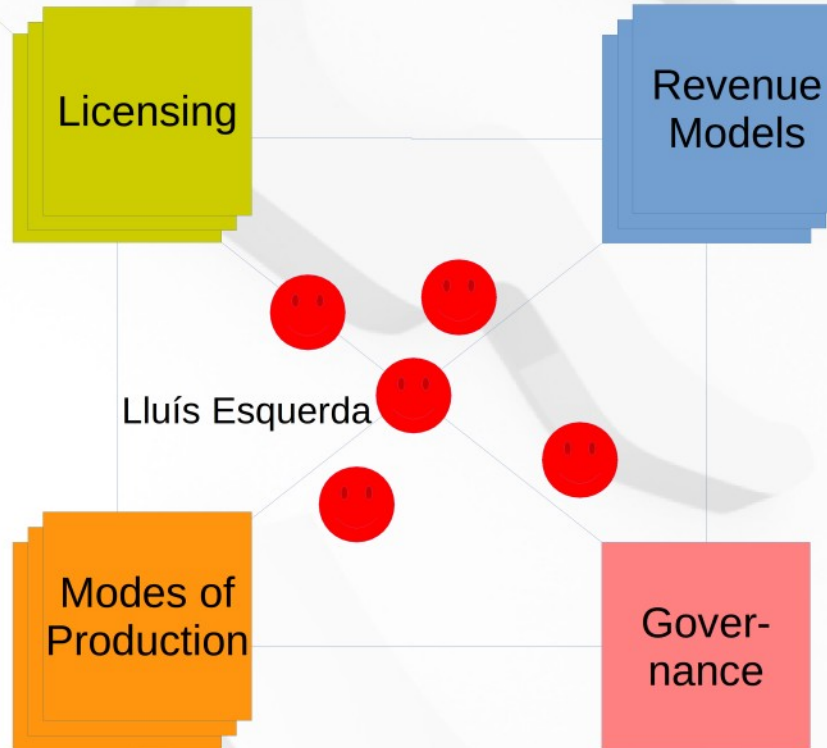 Licensing
Revenue
Models
Lluís Esquerda
Modes of
Production
Gover-
nance